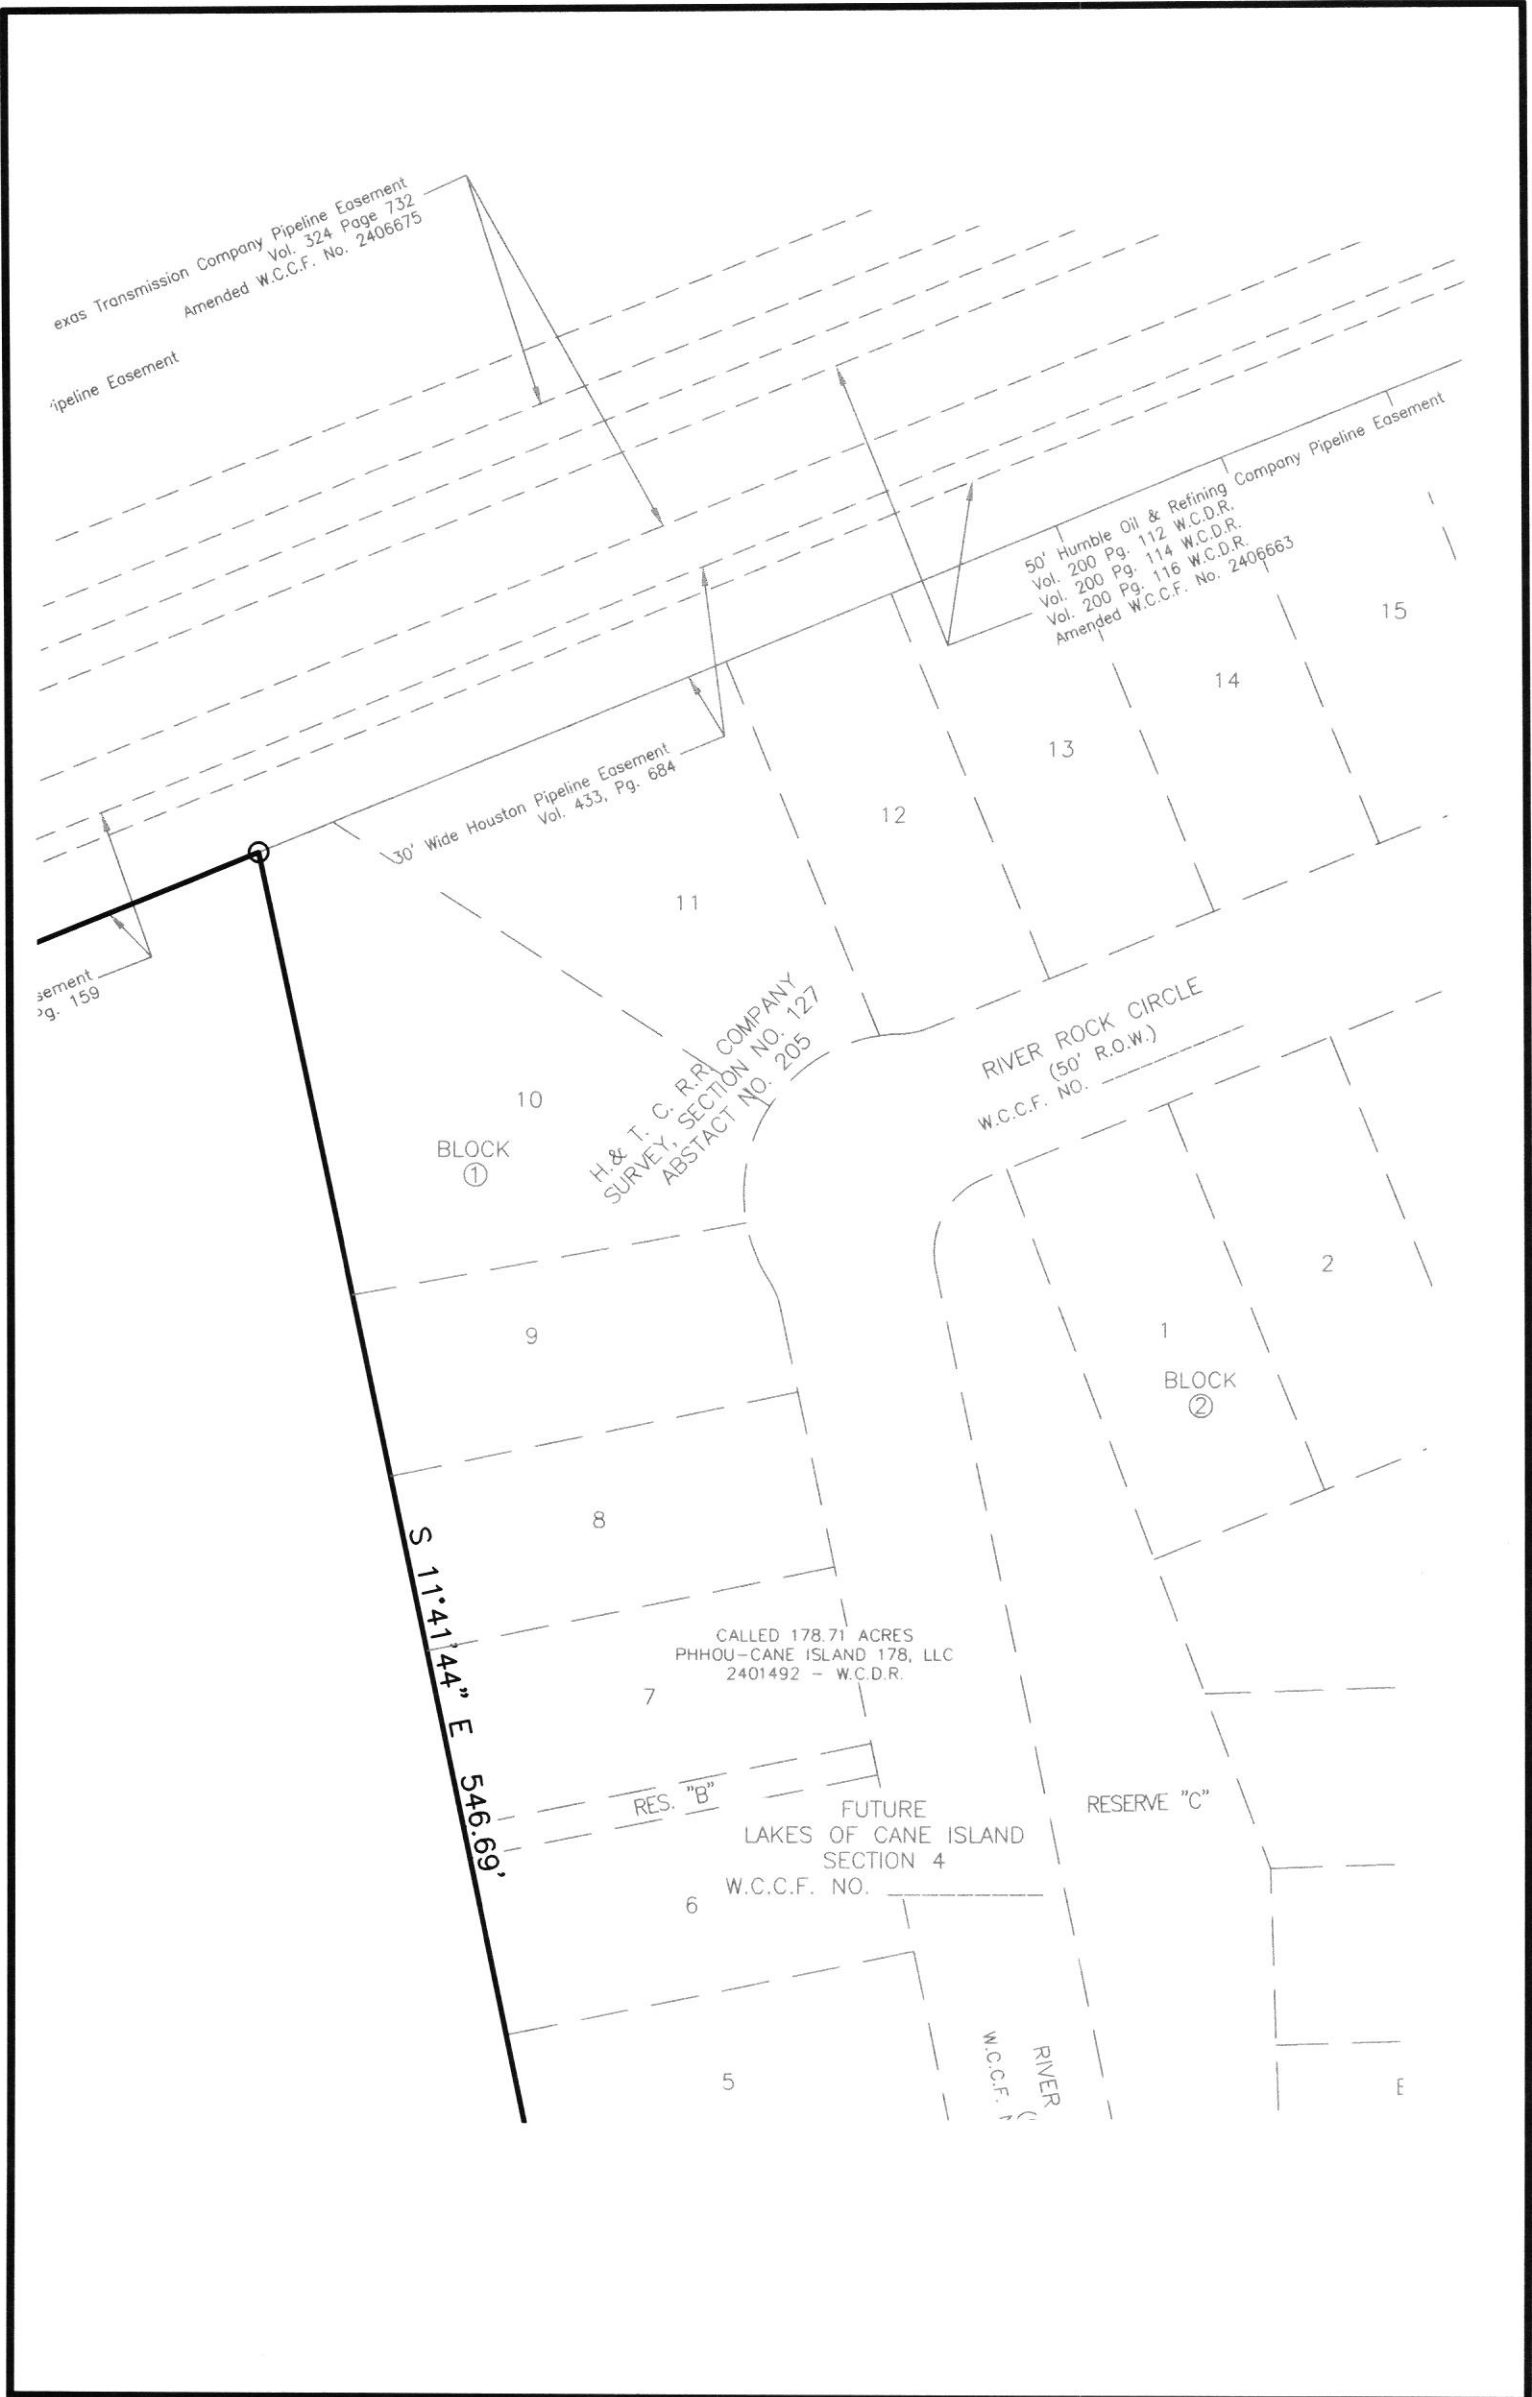 exas Transmission Company Pipeline Easement
Vol. 324 Page 732
Amended W.C.C.F. No. 2406675
ipeline Easement
50' Humble Oil & Refining Company Pipeline Easement
Vol. 200 Pg. 112 W.C.D.R.
Vol. 200 Pg. 114 W.C.D.R.
Vol. 200 Pg. 116 W.C.D.R.
Amended W.C.C.F. No. 2406663
15
14
13
12
30' Wide Houston Pipeline Easement
Vol. 433, Pg. 684
11
sement
Pg. 159
RIVER ROCK CIRCLE
(50' R.O.W.)
W.C.C.F. NO.
H.& T. C. R.R. COMPANY
SURVEY, SECTION NO. 127
ABSTACT NO. 205
10
BLOCK
1
2
9
1
BLOCK
2
8
S 11°41'44" E 546.69'
CALLED 178.71 ACRES
PHHOU-CANE ISLAND 178, LLC
2401492 - W.C.D.R.
7
RES. "B"
RESERVE "C"
FUTURE
LAKES OF CANE ISLAND
SECTION 4
W.C.C.F. NO.
6
5
RIVER
W.C.C.F.